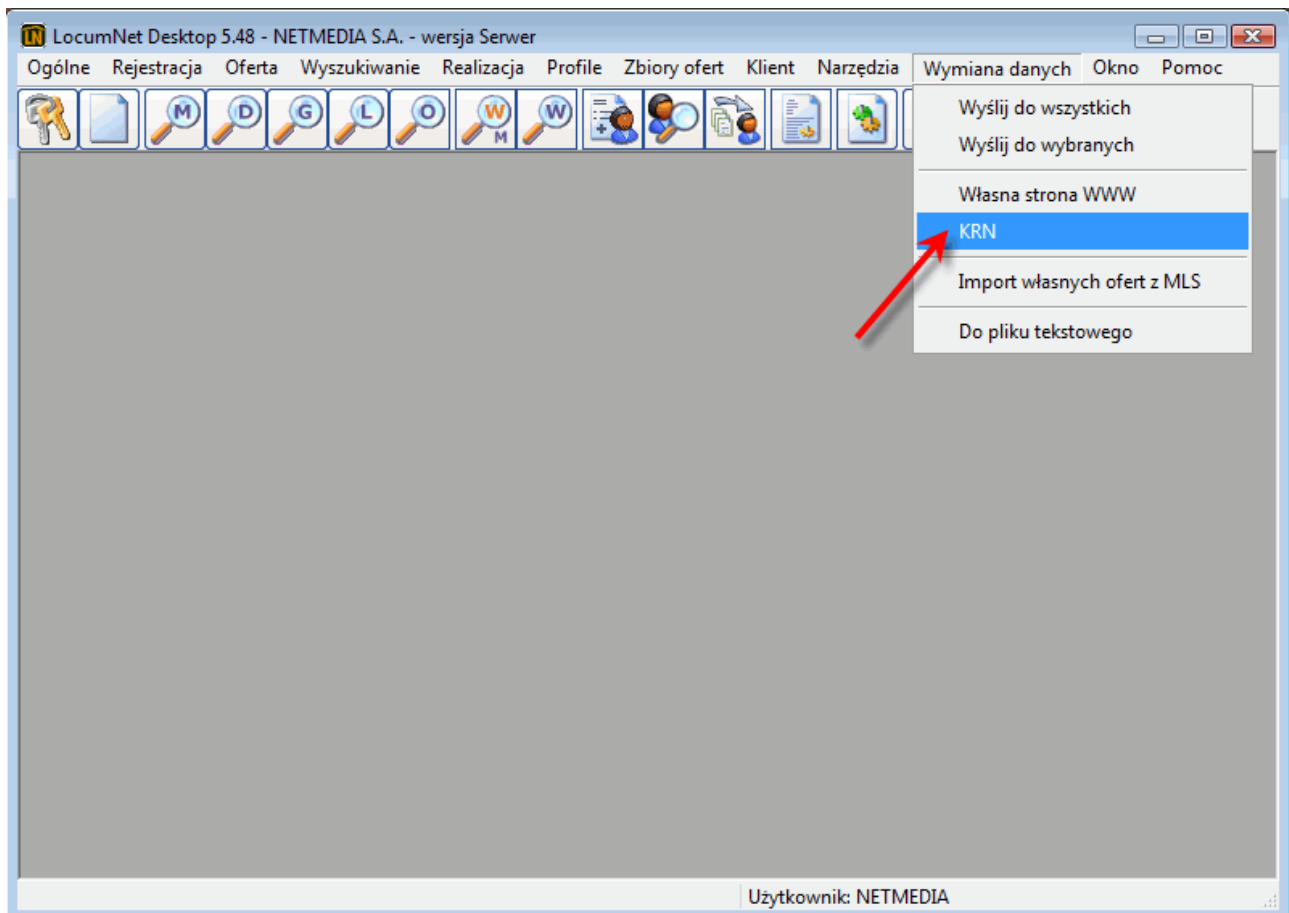 LocumNet Desktop 5.48 - NETMEDIA S.A. - wersja Serwer
Ogólne Rejestracja Oferta Wyszukiwanie Realizacja Profile Zbiory ofert Klient Narzędzia Wymiana danych Okno Pomoc
M D G L O W M W
Wyślij do wszystkich
Wyślij do wybranych
Własna strona WWW
KRN
Import własnych ofert z MLS
Do pliku tekstowego
Użytkownik: NETMEDIA